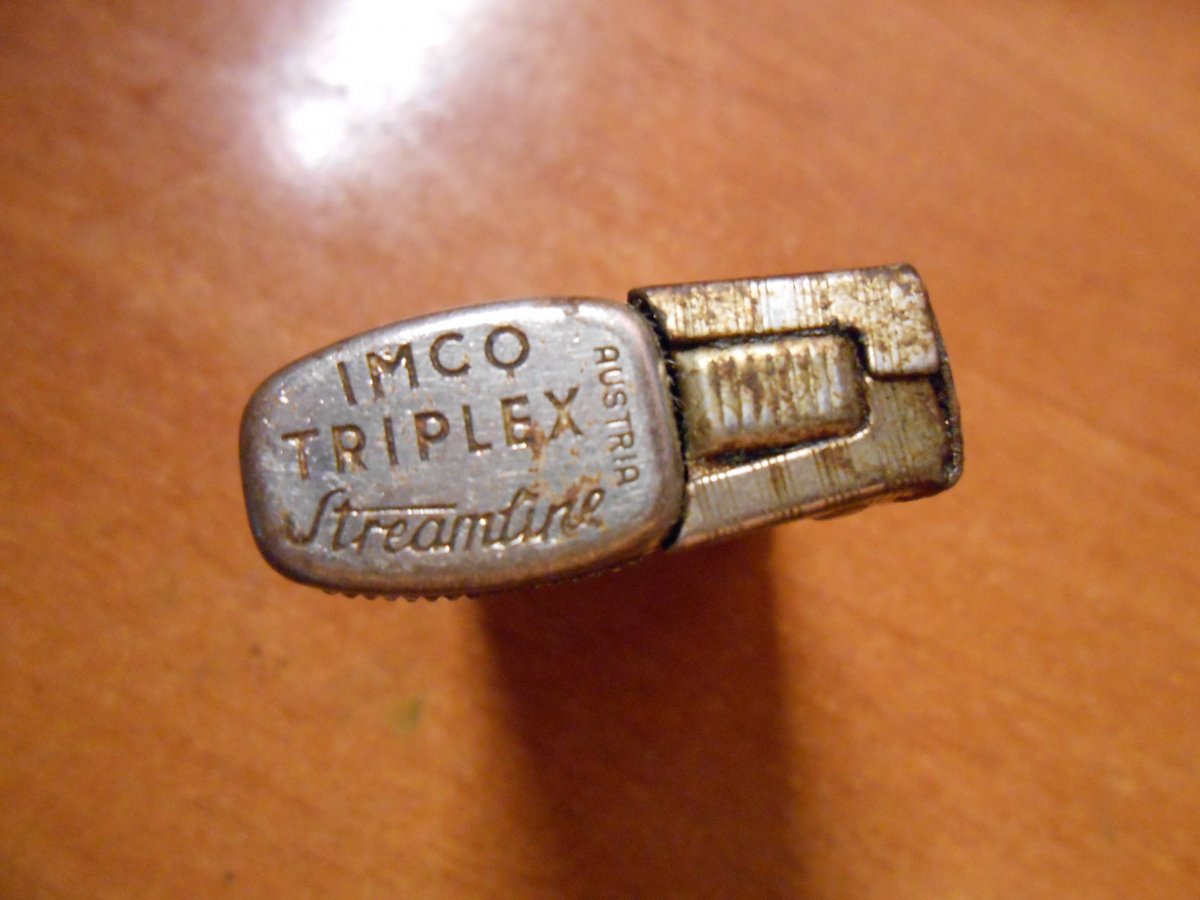 IMCO
TRIPLEX
Streamline
AUSTRIA